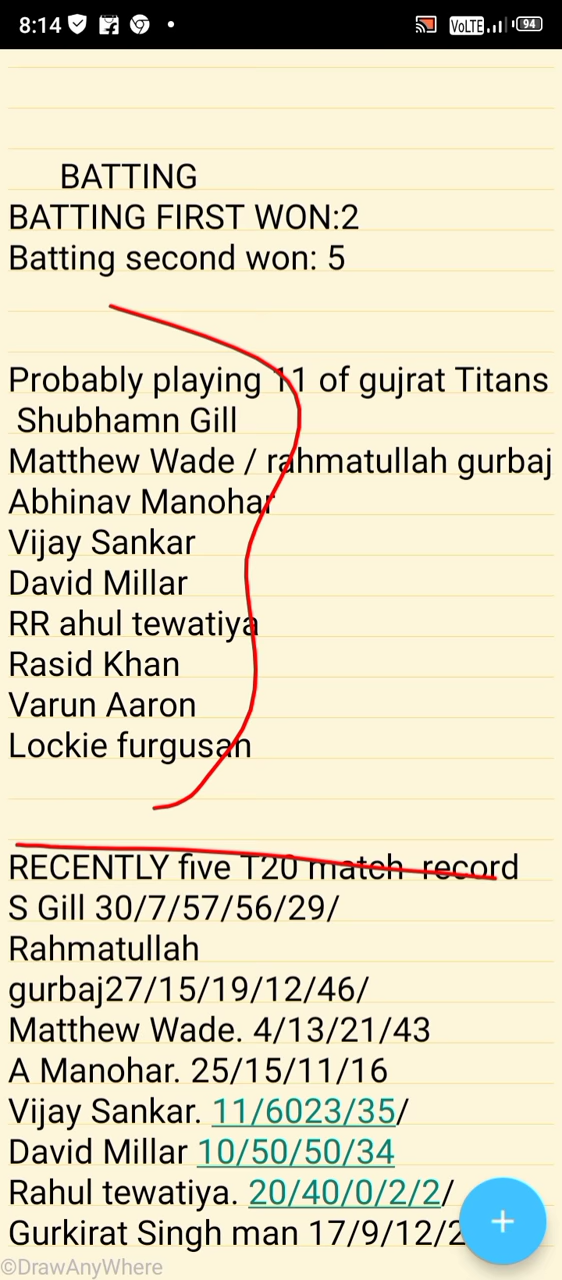 8:14
VoLTE 94
BATTING
BATTING FIRST WON:2
Batting second won: 5
Probably playing 11 of gujrat Titans
Shubhamn Gill
Matthew Wade / rahmatullah gurbaj
Abhinav Manohar
Vijay Sankar
David Millar
RR ahul tewatiya
Rasid Khan
Varun Aaron
Lockie furgusan
RECENTLY five T20 match record
S Gill 30/7/57/56/29/
Rahmatullah
gurbaj27/15/19/12/46/
Matthew Wade. 4/13/21/43
A Manohar. 25/15/11/16
Vijay Sankar. 11/6023/35/
David Millar 10/50/50/34
Rahul tewatiya. 20/40/0/2/2/
Gurkirat Singh man 17/9/12/2
©DrawAnyWhere